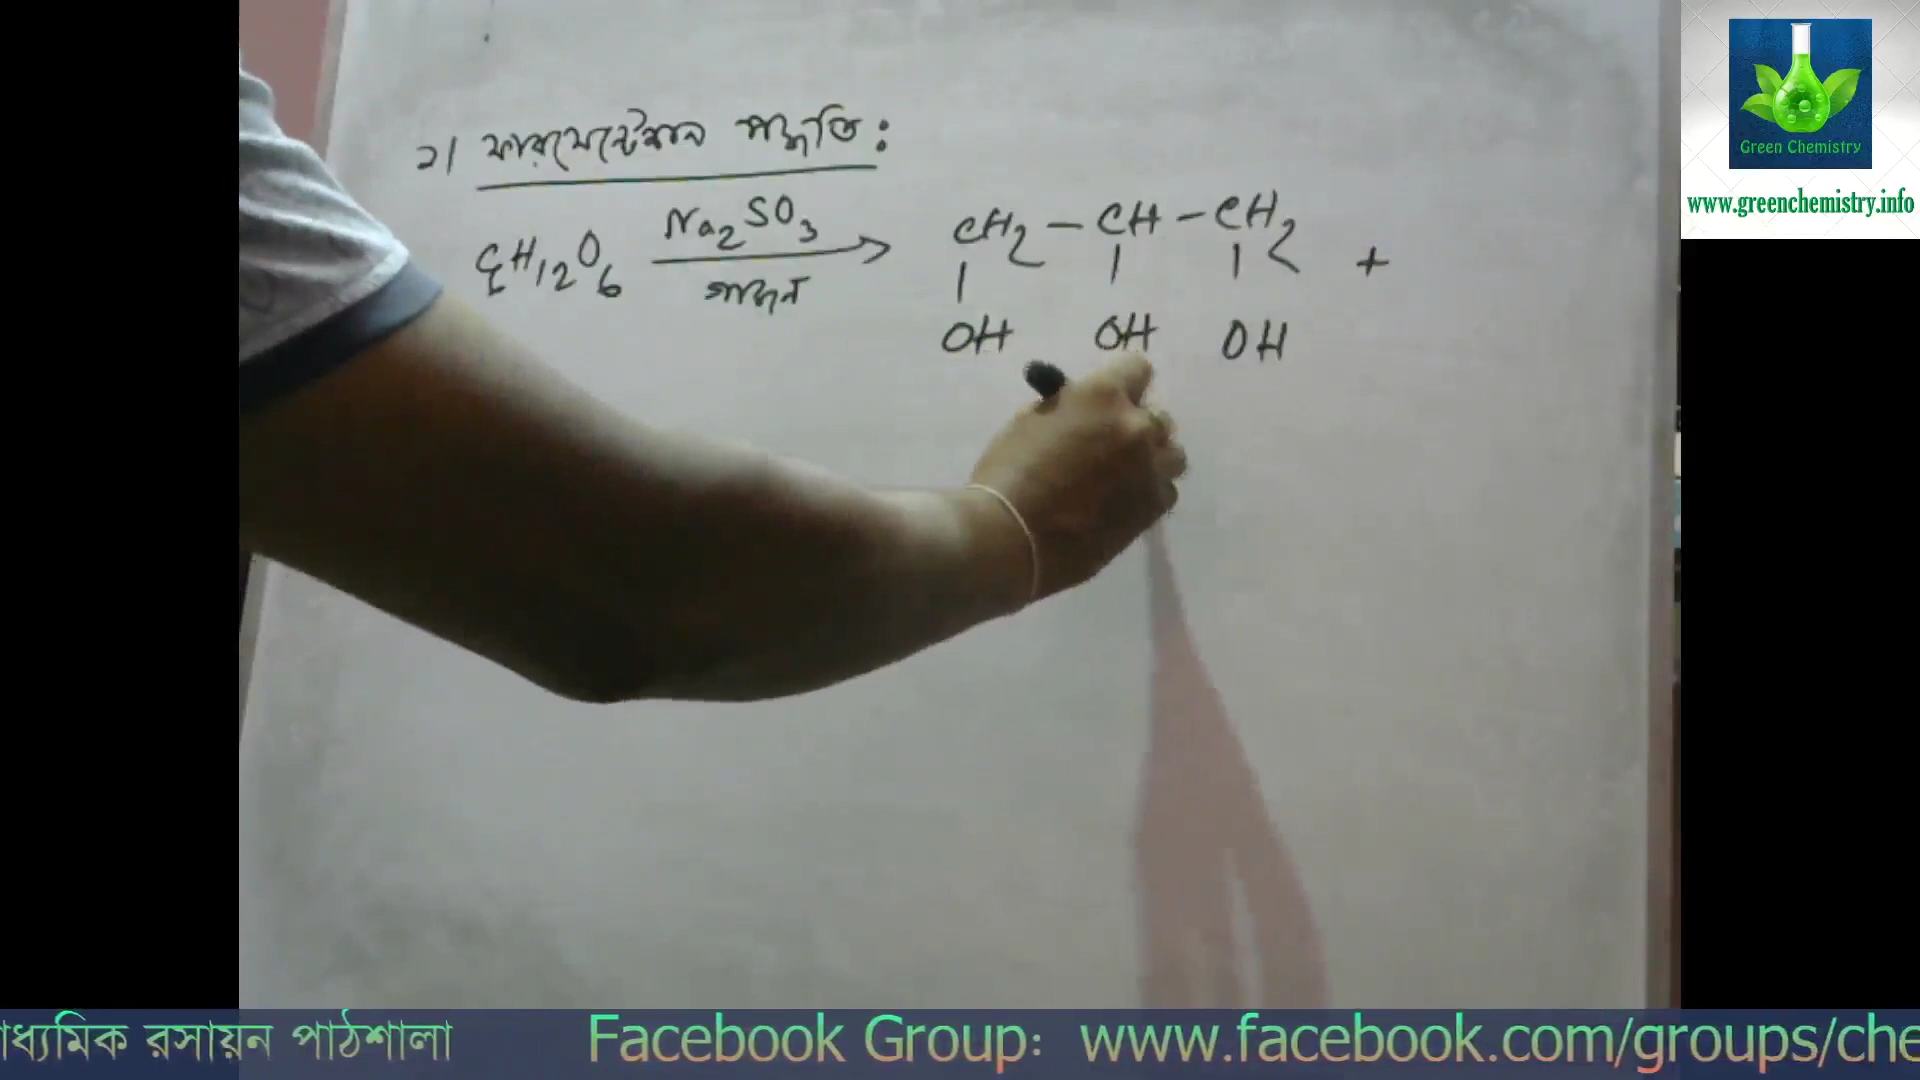 ২। ফারমেন্টেশান পদ্ধতি:
C6H12O6 Na2SO3 CH2 - CH - CH2 +
গাজন
OH OH OH
Green Chemistry
www.greenchemistry.info
াধ্যমিক রসায়ন পাঠশালা Facebook Group: www.facebook.com/groups/che